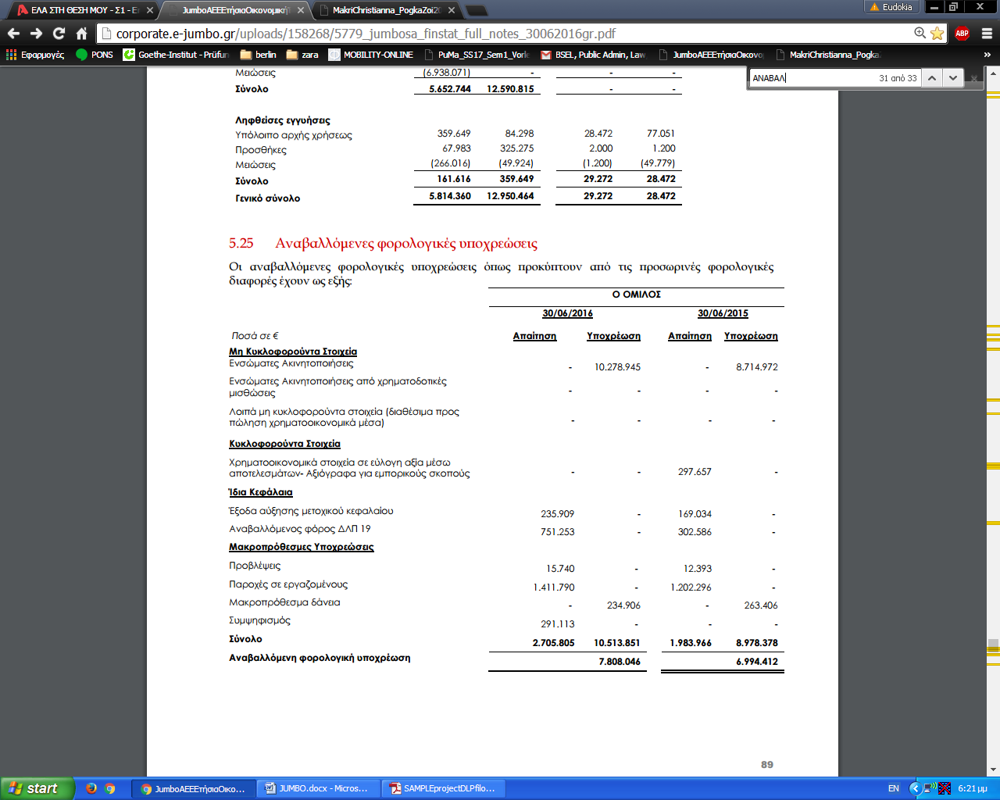 ΕΛΑ ΣΤΗ ΘΕΣΗ ΜΟΥ - Σ1 - Ε
JumboΑΕΕΕτήσιαΟικονομική
MakriChristianna_PogkaZoi20
Eudokia
corporate.e-jumbo.gr/uploads/158268/5779_jumbosa_finstat_full_notes_30062016gr.pdf
ABP
Εφαρμογές PONS Goethe-Institut - Prüfun berlin zara MOBILITY-ONLINE PuMa_SS17_Sem1_Vorle BSEL, Public Admin, Law JumboΑΕΕΕτήσιαΟικονο MakriChristianna_Pogka »
ΑΝΑΒΑΛ 31 από 33
Μειώσεις (6.938.071) - - -
Σύνολο 5.652.744 12.590.815 - -
Ληφθείσες εγγυήσεις
Υπόλοιπο αρχής χρήσεως 359.649 84.298 28.472 77.051
Προσθήκες 67.983 325.275 2.000 1.200
Μειώσεις (266.016) (49.924) (1.200) (49.779)
Σύνολο 161.616 359.649 29.272 28.472
Γενικό σύνολο 5.814.360 12.950.464 29.272 28.472
5.25 Αναβαλλόμενες φορολογικές υποχρεώσεις
Οι αναβαλλόμενες φορολογικές υποχρεώσεις όπως προκύπτουν από τις προσωρινές φορολογικές
διαφορές έχουν ως εξής:
Ο ΟΜΙΛΟΣ
30/06/2016 30/06/2015
Ποσά σε € Απαίτηση Υποχρέωση Απαίτηση Υποχρέωση
Μη Κυκλοφορούντα Στοιχεία
Ενσώματες Ακινητοποιήσεις - 10.278.945 - 8.714.972
Ενσώματες Ακινητοποιήσεις από χρηματοδοτικές
μισθώσεις - - - -
Λοιπά μη κυκλοφορούντα στοιχεία (διαθέσιμα προς
πώληση χρηματοοικονομικά μέσα) - - - -
Κυκλοφορούντα Στοιχεία
Χρηματοοικονομικά στοιχεία σε εύλογη αξία μέσω
αποτελεσμάτων- Αξιόγραφα για εμπορικούς σκοπούς - - 297.657 -
Ίδια Κεφάλαια
Έξοδα αύξησης μετοχικού κεφαλαίου 235.909 - 169.034 -
Αναβαλλόμενος φόρος ΔΛΠ 19 751.253 - 302.586 -
Μακροπρόθεσμες Υποχρεώσεις
Προβλέψεις 15.740 - 12.393 -
Παροχές σε εργαζομένους 1.411.790 - 1.202.296 -
Μακροπρόθεσμα δάνεια - 234.906 - 263.406
Συμψηφισμός 291.113 - - -
Σύνολο 2.705.805 10.513.851 1.983.966 8.978.378
Αναβαλλόμενη φορολογική υποχρέωση 7.808.046 6.994.412
89
start JumboΑΕΕΕτήσιαΟικο... JUMBO.docx - Micros... SAMPLEprojectDLPfilo... EN 6:21 μμ